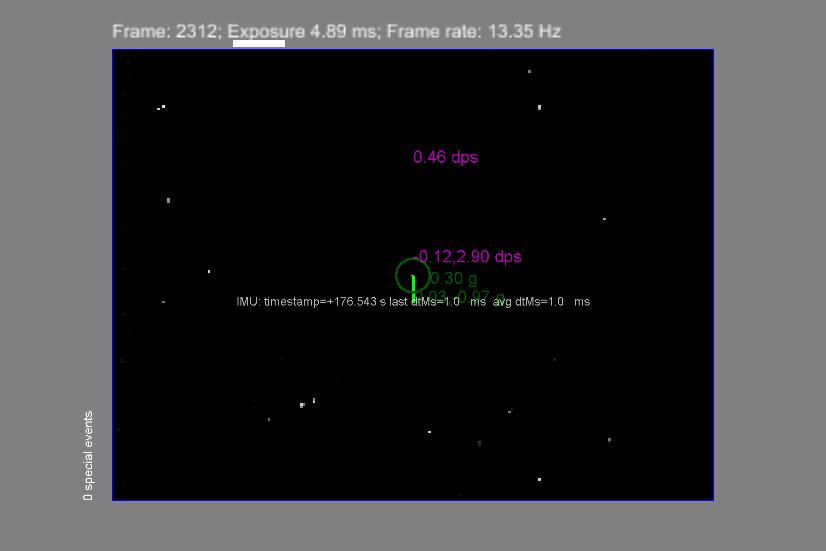 Frame: 2312; Exposure 4.89 ms; Frame rate: 13.35 Hz
0.46 dps
-0.12,2.90 dps
0.30 g
0.97 g
IMU: timestamp=+176.543 s last dtMs=1.0 ms avg dtMs=1.0 ms
0 special events